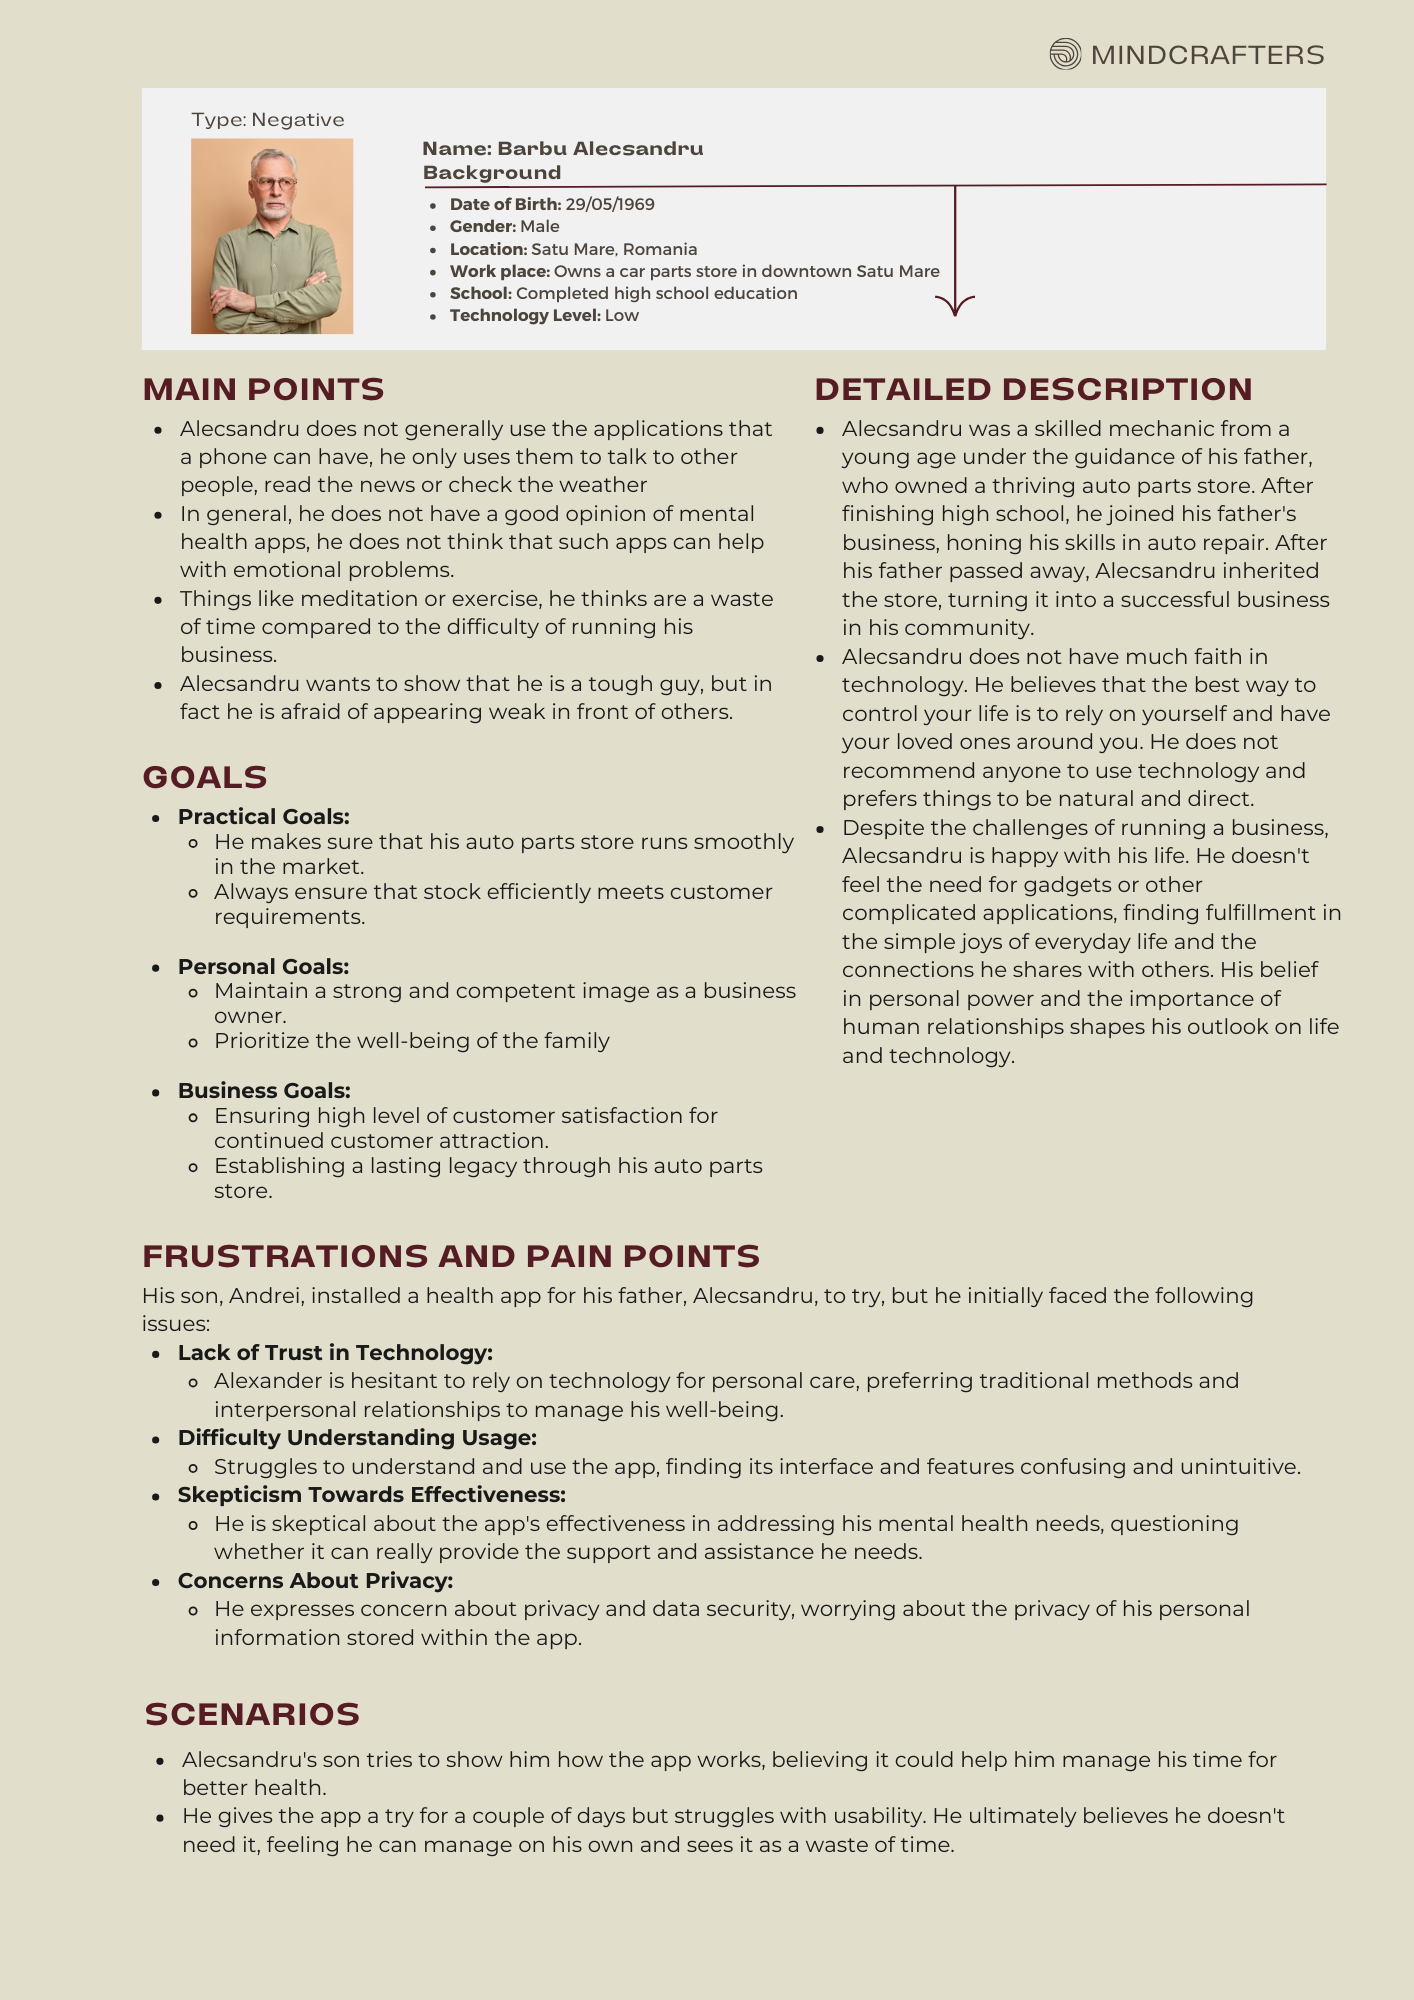 MINDCRAFTERS
Type: Negative
Name: Barbu Alecsandru
Background
• Date of Birth: 29/05/1969
• Gender: Male
• Location: Satu Mare, Romania
• Work place: Owns a car parts store in downtown Satu Mare
• School: Completed high school education
• Technology Level: Low
MAIN POINTS
• Alecsandru does not generally use the applications that
a phone can have, he only uses them to talk to other
people, read the news or check the weather
• In general, he does not have a good opinion of mental
health apps, he does not think that such apps can help
with emotional problems.
• Things like meditation or exercise, he thinks are a waste
of time compared to the difficulty of running his
business.
• Alecsandru wants to show that he is a tough guy, but in
fact he is afraid of appearing weak in front of others.
GOALS
• Practical Goals:
○ He makes sure that his auto parts store runs smoothly
in the market.
○ Always ensure that stock efficiently meets customer
requirements.
• Personal Goals:
○ Maintain a strong and competent image as a business
owner.
○ Prioritize the well-being of the family
• Business Goals:
○ Ensuring high level of customer satisfaction for
continued customer attraction.
○ Establishing a lasting legacy through his auto parts
store.
DETAILED DESCRIPTION
• Alecsandru was a skilled mechanic from a
young age under the guidance of his father,
who owned a thriving auto parts store. After
finishing high school, he joined his father's
business, honing his skills in auto repair. After
his father passed away, Alecsandru inherited
the store, turning it into a successful business
in his community.
• Alecsandru does not have much faith in
technology. He believes that the best way to
control your life is to rely on yourself and have
your loved ones around you. He does not
recommend anyone to use technology and
prefers things to be natural and direct.
• Despite the challenges of running a business,
Alecsandru is happy with his life. He doesn't
feel the need for gadgets or other
complicated applications, finding fulfillment in
the simple joys of everyday life and the
connections he shares with others. His belief
in personal power and the importance of
human relationships shapes his outlook on life
and technology.
FRUSTRATIONS AND PAIN POINTS
His son, Andrei, installed a health app for his father, Alecsandru, to try, but he initially faced the following
issues:
• Lack of Trust in Technology:
○ Alexander is hesitant to rely on technology for personal care, preferring traditional methods and
interpersonal relationships to manage his well-being.
• Difficulty Understanding Usage:
○ Struggles to understand and use the app, finding its interface and features confusing and unintuitive.
• Skepticism Towards Effectiveness:
○ He is skeptical about the app's effectiveness in addressing his mental health needs, questioning
whether it can really provide the support and assistance he needs.
• Concerns About Privacy:
○ He expresses concern about privacy and data security, worrying about the privacy of his personal
information stored within the app.
SCENARIOS
• Alecsandru's son tries to show him how the app works, believing it could help him manage his time for
better health.
• He gives the app a try for a couple of days but struggles with usability. He ultimately believes he doesn't
need it, feeling he can manage on his own and sees it as a waste of time.